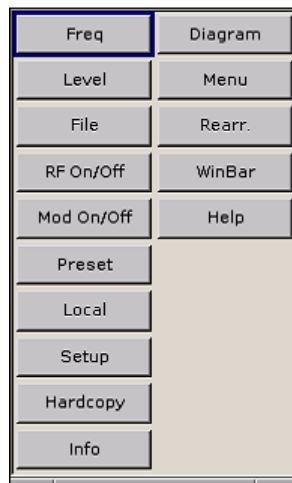 Freq Diagram
Level Menu
File Rearr.
RF On/Off WinBar
Mod On/Off Help
Preset
Local
Setup
Hardcopy
Info